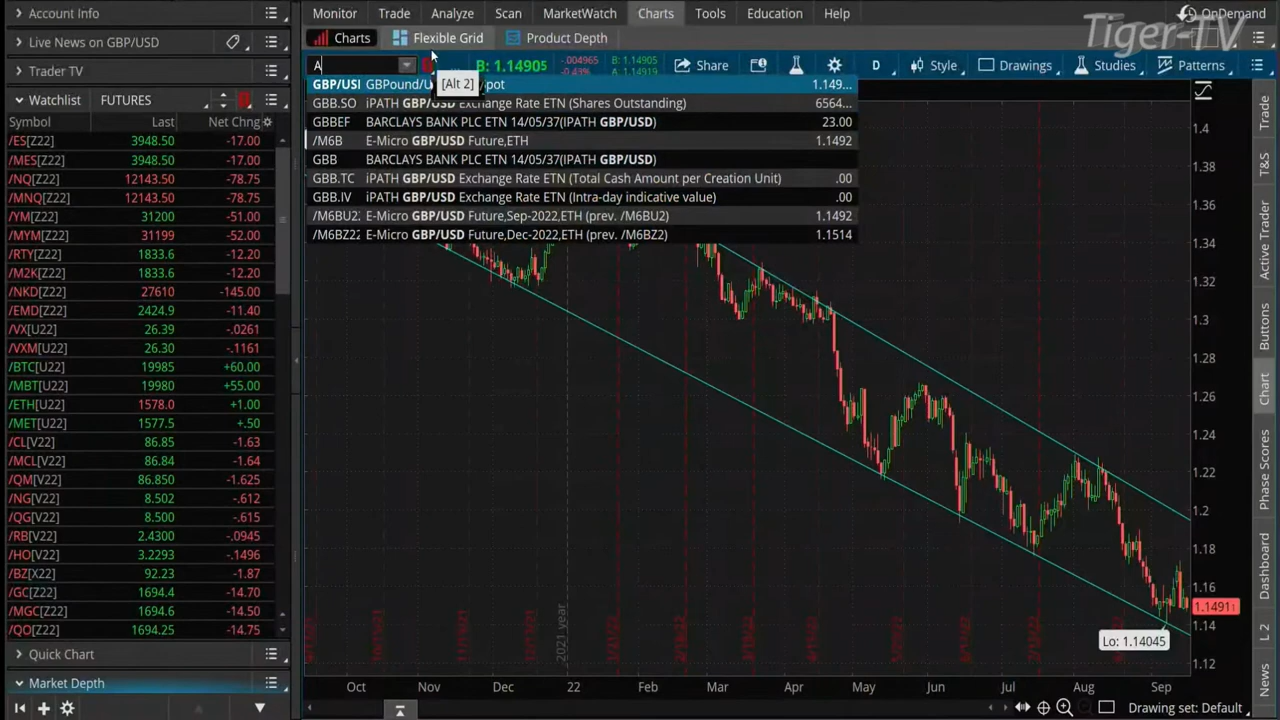 Account Info
Live News on GBP/USD
Trader TV
Watchlist FUTURES
Symbol Last Net Chng
/ES[Z22] 3948.50 -17.00
/MES[Z22] 3948.50 -17.00
/NQ[Z22] 12143.50 -78.75
/MNQ[Z22] 12143.50 -78.75
/YM[Z22] 31200 -51.00
/MYM[Z22] 31199 -52.00
/RTY[Z22] 1833.6 -12.20
/M2K[Z22] 1833.6 -12.20
/NKD[Z22] 27610 -145.00
/EMD[Z22] 2424.9 -11.40
/VX[U22] 26.39 -.0261
/VXM[U22] 26.30 -.1161
/BTC[U22] 19985 +60.00
/MBT[U22] 19980 +55.00
/ETH[U22] 1578.0 +1.00
/MET[U22] 1577.5 +.50
/CL[V22] 86.85 -1.63
/MCL[V22] 86.84 -1.64
/QM[V22] 86.850 -1.625
/NG[V22] 8.502 -.612
/QG[V22] 8.500 -.615
/RB[V22] 2.4300 -.0945
/HO[V22] 3.2293 -.1496
/BZ[X22] 92.23 -1.87
/GC[Z22] 1694.4 -14.70
/MGC[Z22] 1694.4 -14.50
/QO[Z22] 1694.25 -14.75
Quick Chart
Market Depth
Monitor Trade Analyze Scan MarketWatch Charts Tools Education Help
OnDemand
Tiger-TV
Charts Flexible Grid Product Depth
A B: 1.14905 -.004965 B: 1.14905 Share D Style Drawings Studies Patterns
-0.43% A: 1.14919
[Alt 2]
GBP/USD GBPound/U pot 1.149...
GBB.SO iPATH GBP/USD Exchange Rate ETN (Shares Outstanding) 6564...
GBBEF BARCLAYS BANK PLC ETN 14/05/37(IPATH GBP/USD) 23.00
/M6B E-Micro GBP/USD Future,ETH 1.1492
GBB BARCLAYS BANK PLC ETN 14/05/37(IPATH GBP/USD)
GBB.TC iPATH GBP/USD Exchange Rate ETN (Total Cash Amount per Creation Unit) .00
GBB.IV iPATH GBP/USD Exchange Rate ETN (Intra-day indicative value) .00
/M6BU22 E-Micro GBP/USD Future,Sep-2022,ETH (prev. /M6BU2) 1.1492
/M6BZ22 E-Micro GBP/USD Future,Dec-2022,ETH (prev. /M6BZ2) 1.1514
1.4
1.38
1.36
1.34
1.32
1.3
1.28
1.26
1.24
1.22
1.2
1.18
1.16
1.1491
1.14
1.12
Lo: 1.14045
2021 year
Oct Nov Dec 22 Feb Mar Apr May Jun Jul Aug Sep
Drawing set: Default
Trade
T&S
Active Trader
Buttons
Chart
Phase Scores
Dashboard
L 2
News